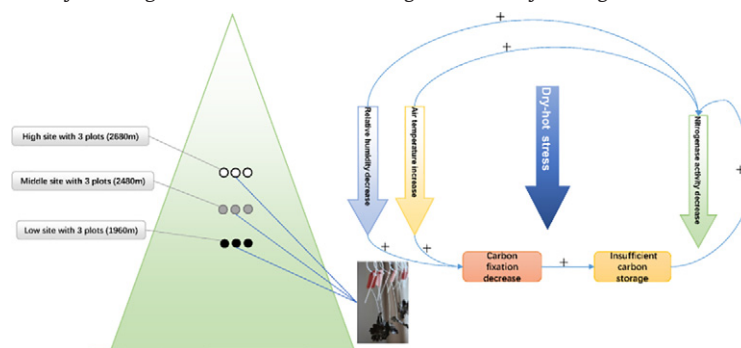 High site with 3 plots (2680m)
Middle site with 3 plots (2480m)
Low site with 3 plots (1960m)
+
+
Relative humidity decrease
Air temperature increase
Dry-hot stress
Nitrogenase activity decrease
+
+
+
Carbon
fixation
decrease
+
Insufficient
carbon
storage